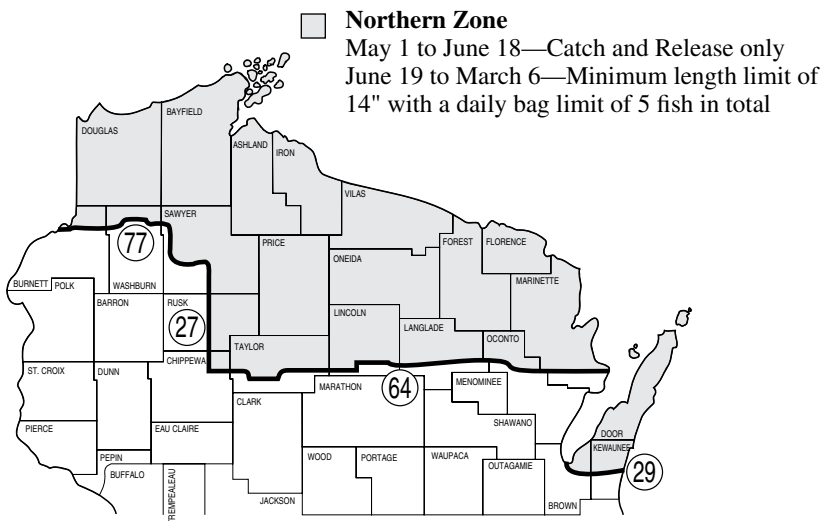 Northern Zone
May 1 to June 18—Catch and Release only
June 19 to March 6—Minimum length limit of
14" with a daily bag limit of 5 fish in total
BAYFIELD
DOUGLAS
ASHLAND
IRON
VILAS
SAWYER
77
PRICE
FOREST
FLORENCE
ONEIDA
MARINETTE
BURNETT
POLK
WASHBURN
BARRON
RUSK
27
LINCOLN
LANGLADE
OCONTO
TAYLOR
CHIPPEWA
ST. CROIX
DUNN
MARATHON
64
MENOMINEE
CLARK
SHAWANO
PIERCE
EAU CLAIRE
DOOR
KEWAUNEE
PEPIN
WOOD
PORTAGE
WAUPACA
OUTAGAMIE
29
BUFFALO
TREMPEALEAU
JACKSON
BROWN